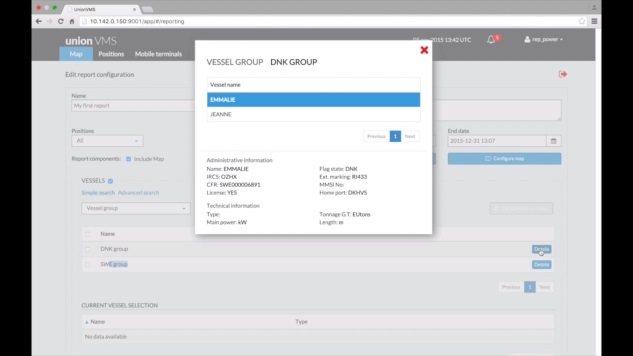 UnionVMS
10.142.0.150:9001/app/#/reporting
union VMS
2015 13:42 UTC
rep_power
Map
Positions
Mobile terminals
Edit report configuration
VESSEL GROUP DNK GROUP
Vessel name
EMMALIE
JEANNE
Previous 1 Next
Administrative information
Name: EMMALIE
Flag state: DNK
IRCS: OZHX
Ext. marking: RI433
CFR: SWE000006891
MMSI No:
License: YES
Home port: DKHVS
Technical information
Type:
Tonnage G.T: EUtons
Main power: kW
Length: m
Name
My first report
Positions
All
End date
2015-12-31 13:07
Report components:
Include Map
Configure map
VESSELS
Simple search
Advanced search
Vessel group
Name
DNK group
Details
SWE group
Details
Previous 1 Next
CURRENT VESSEL SELECTION
Name
Type
No data available